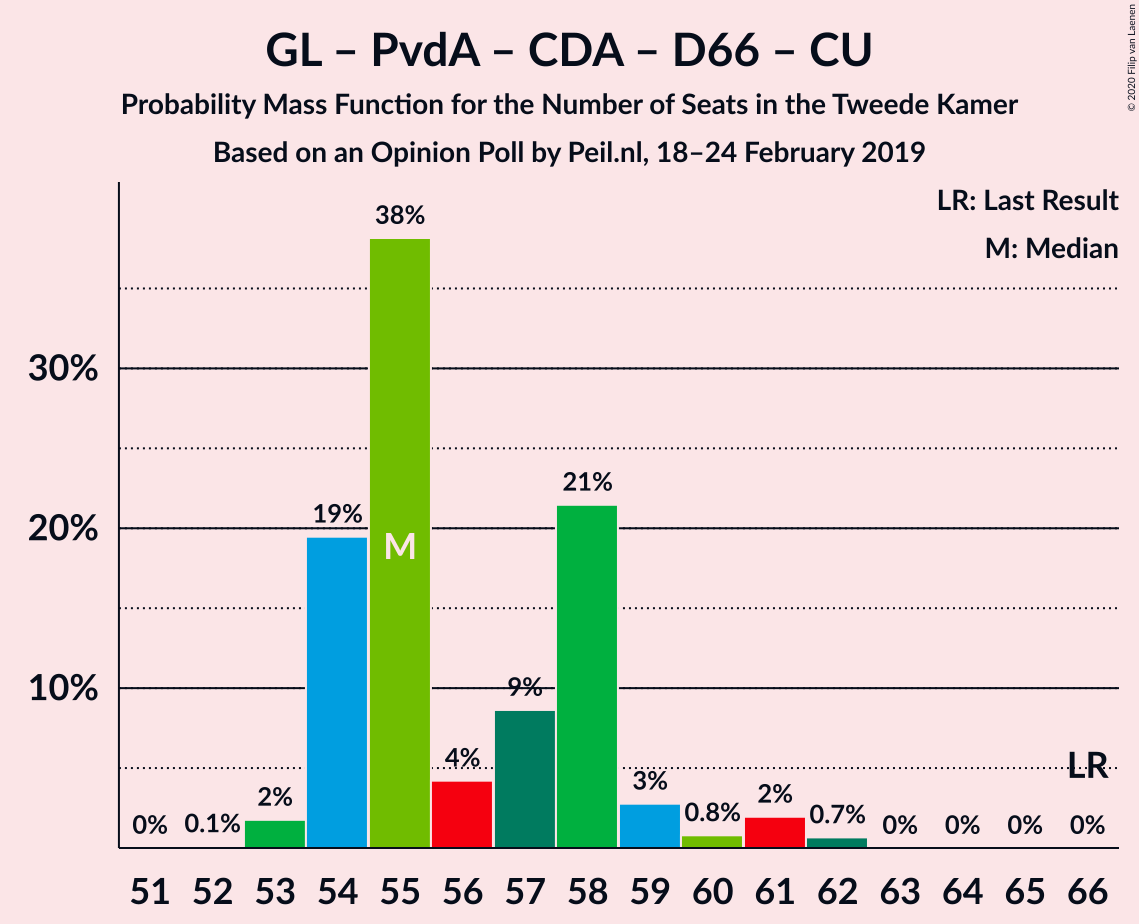 GL – PvdA – CDA – D66 – CU
Probability Mass Function for the Number of Seats in the Tweede Kamer
Based on an Opinion Poll by Peil.nl, 18–24 February 2019
© 2020 Filip van Laenen
LR: Last Result
M: Median
38%
30%
21%
19%
20%
M
9%
10%
4%
LR
3%
2%
2%
0%
0.1%
0.8%
0.7%
0%
0%
0%
0%
51 52 53 54 55 56 57 58 59 60 61 62 63 64 65 66